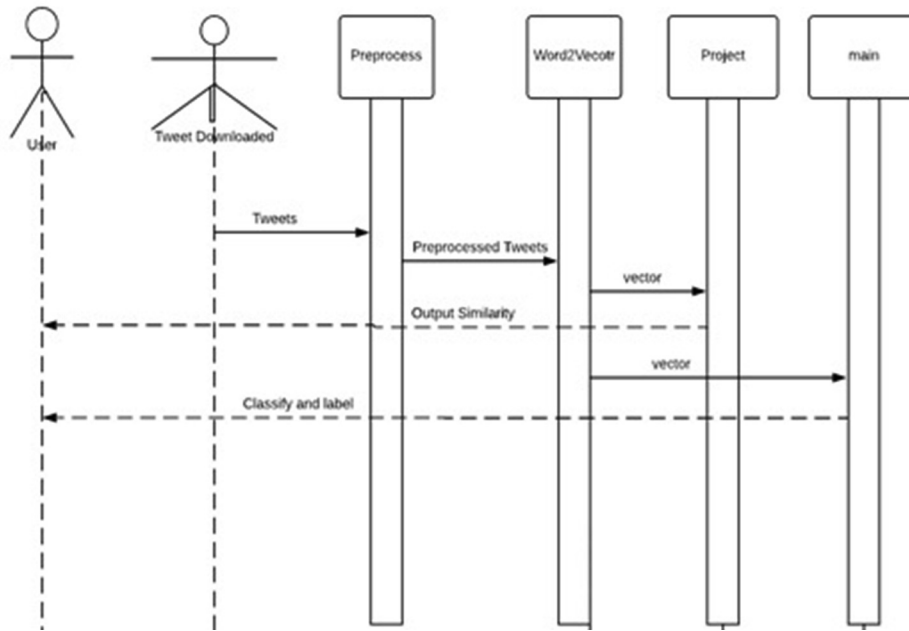 Preprocess
Word2Vecotr
Project
main
User
Tweet Downloaded
Tweets
Preprocessed Tweets
vector
Output Similarity
vector
Classify and label